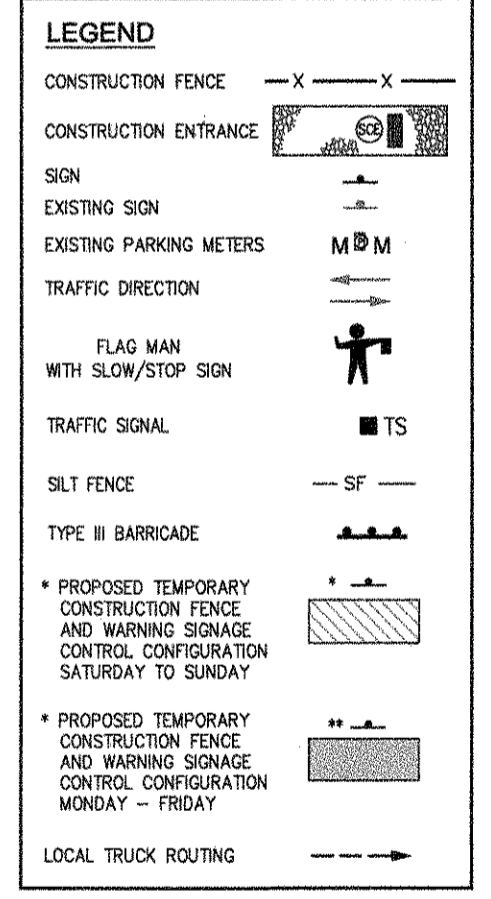 LEGEND
CONSTRUCTION FENCE X X
CONSTRUCTION ENTRANCE SCE
SIGN
EXISTING SIGN
EXISTING PARKING METERS M M
TRAFFIC DIRECTION
FLAG MAN
WITH SLOW/STOP SIGN
TRAFFIC SIGNAL TS
SILT FENCE SF
TYPE III BARRICADE
* PROPOSED TEMPORARY *
CONSTRUCTION FENCE
AND WARNING SIGNAGE
CONTROL CONFIGURATION
SATURDAY TO SUNDAY
* PROPOSED TEMPORARY **
CONSTRUCTION FENCE
AND WARNING SIGNAGE
CONTROL CONFIGURATION
MONDAY – FRIDAY
LOCAL TRUCK ROUTING